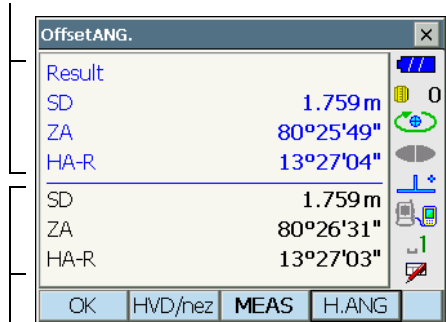 OffsetANG.
Result
SD 1.759 m
ZA 80°25'49"
HA-R 13°27'04"
SD 1.759 m
ZA 80°26'31"
HA-R 13°27'03"
0
1
OK HVD/nez MEAS H.ANG